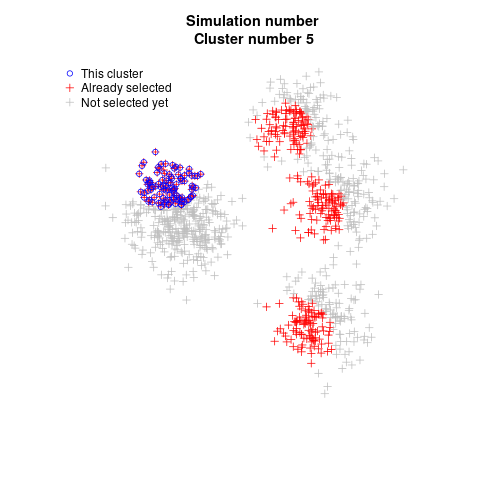 Simulation number
Cluster number 5
This cluster
Already selected
Not selected yet